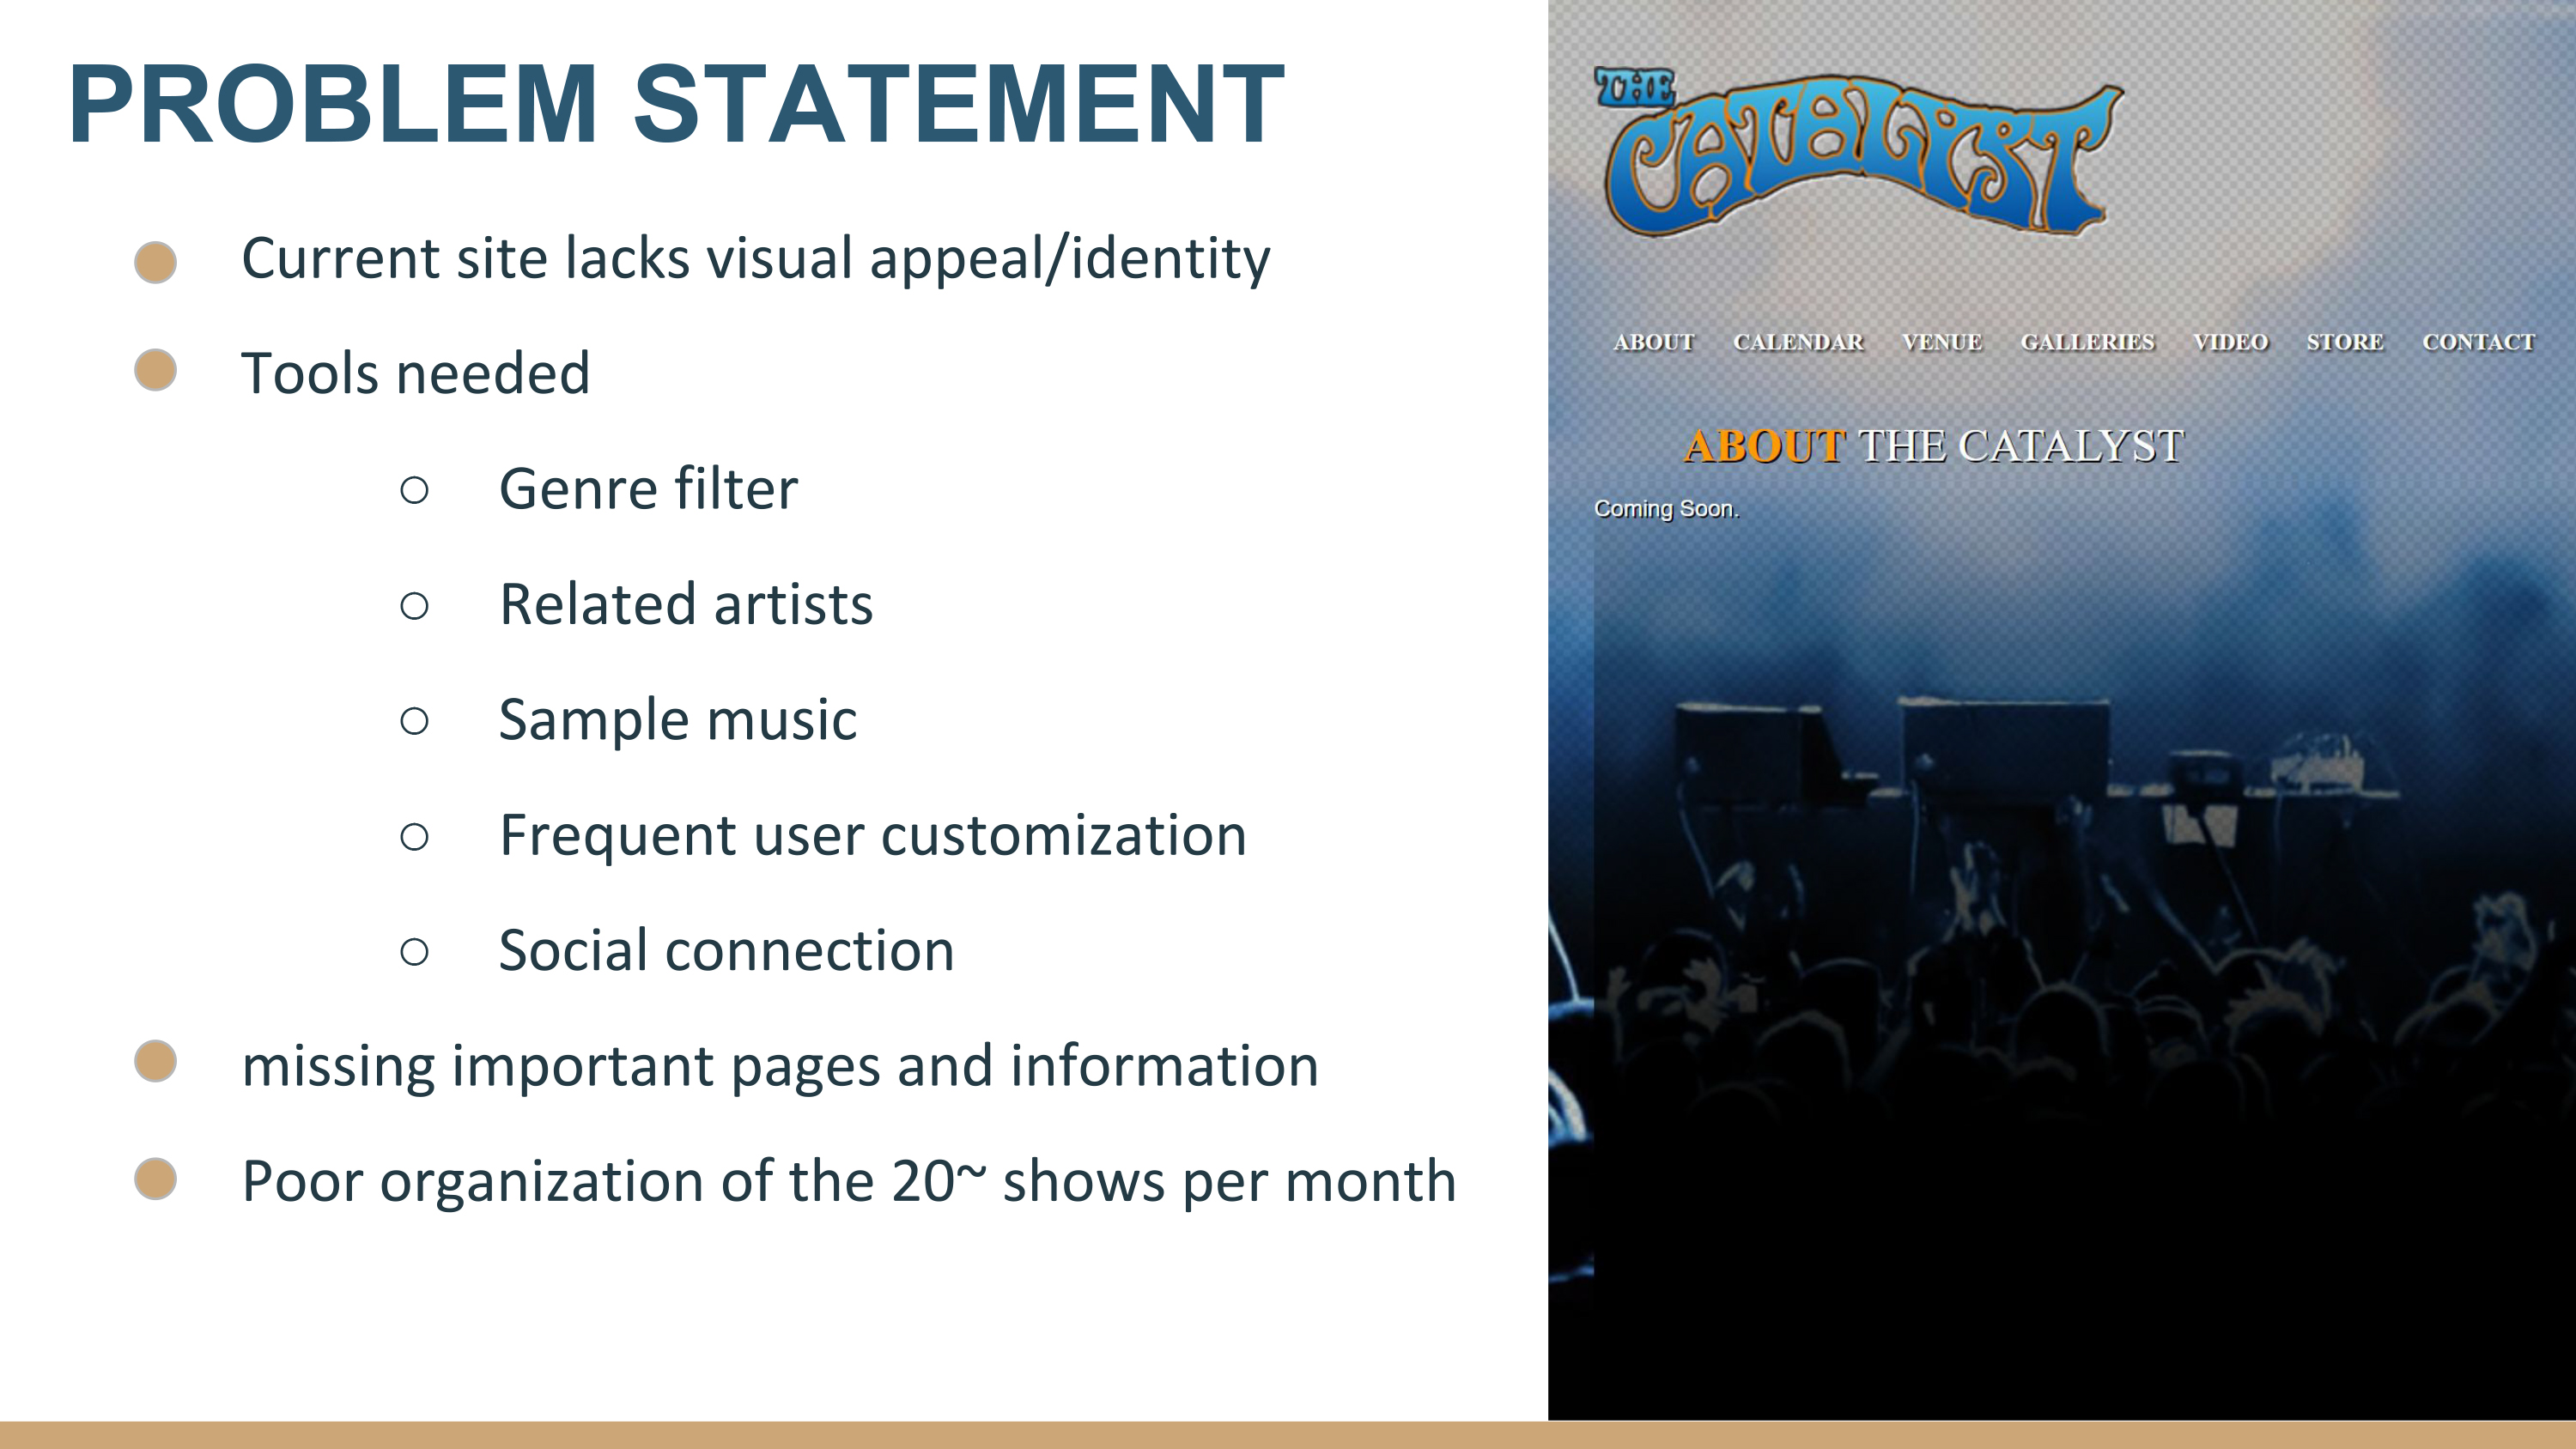 PROBLEM STATEMENT
Current site lacks visual appeal/identity
Tools needed
Genre filter
Related artists
Sample music
Frequent user customization
Social connection
missing important pages and information
Poor organization of the 20~ shows per month
THE
CATALYST
ABOUT CALENDAR VENUE GALLERIES VIDEO STORE CONTACT
ABOUT THE CATALYST
Coming Soon.